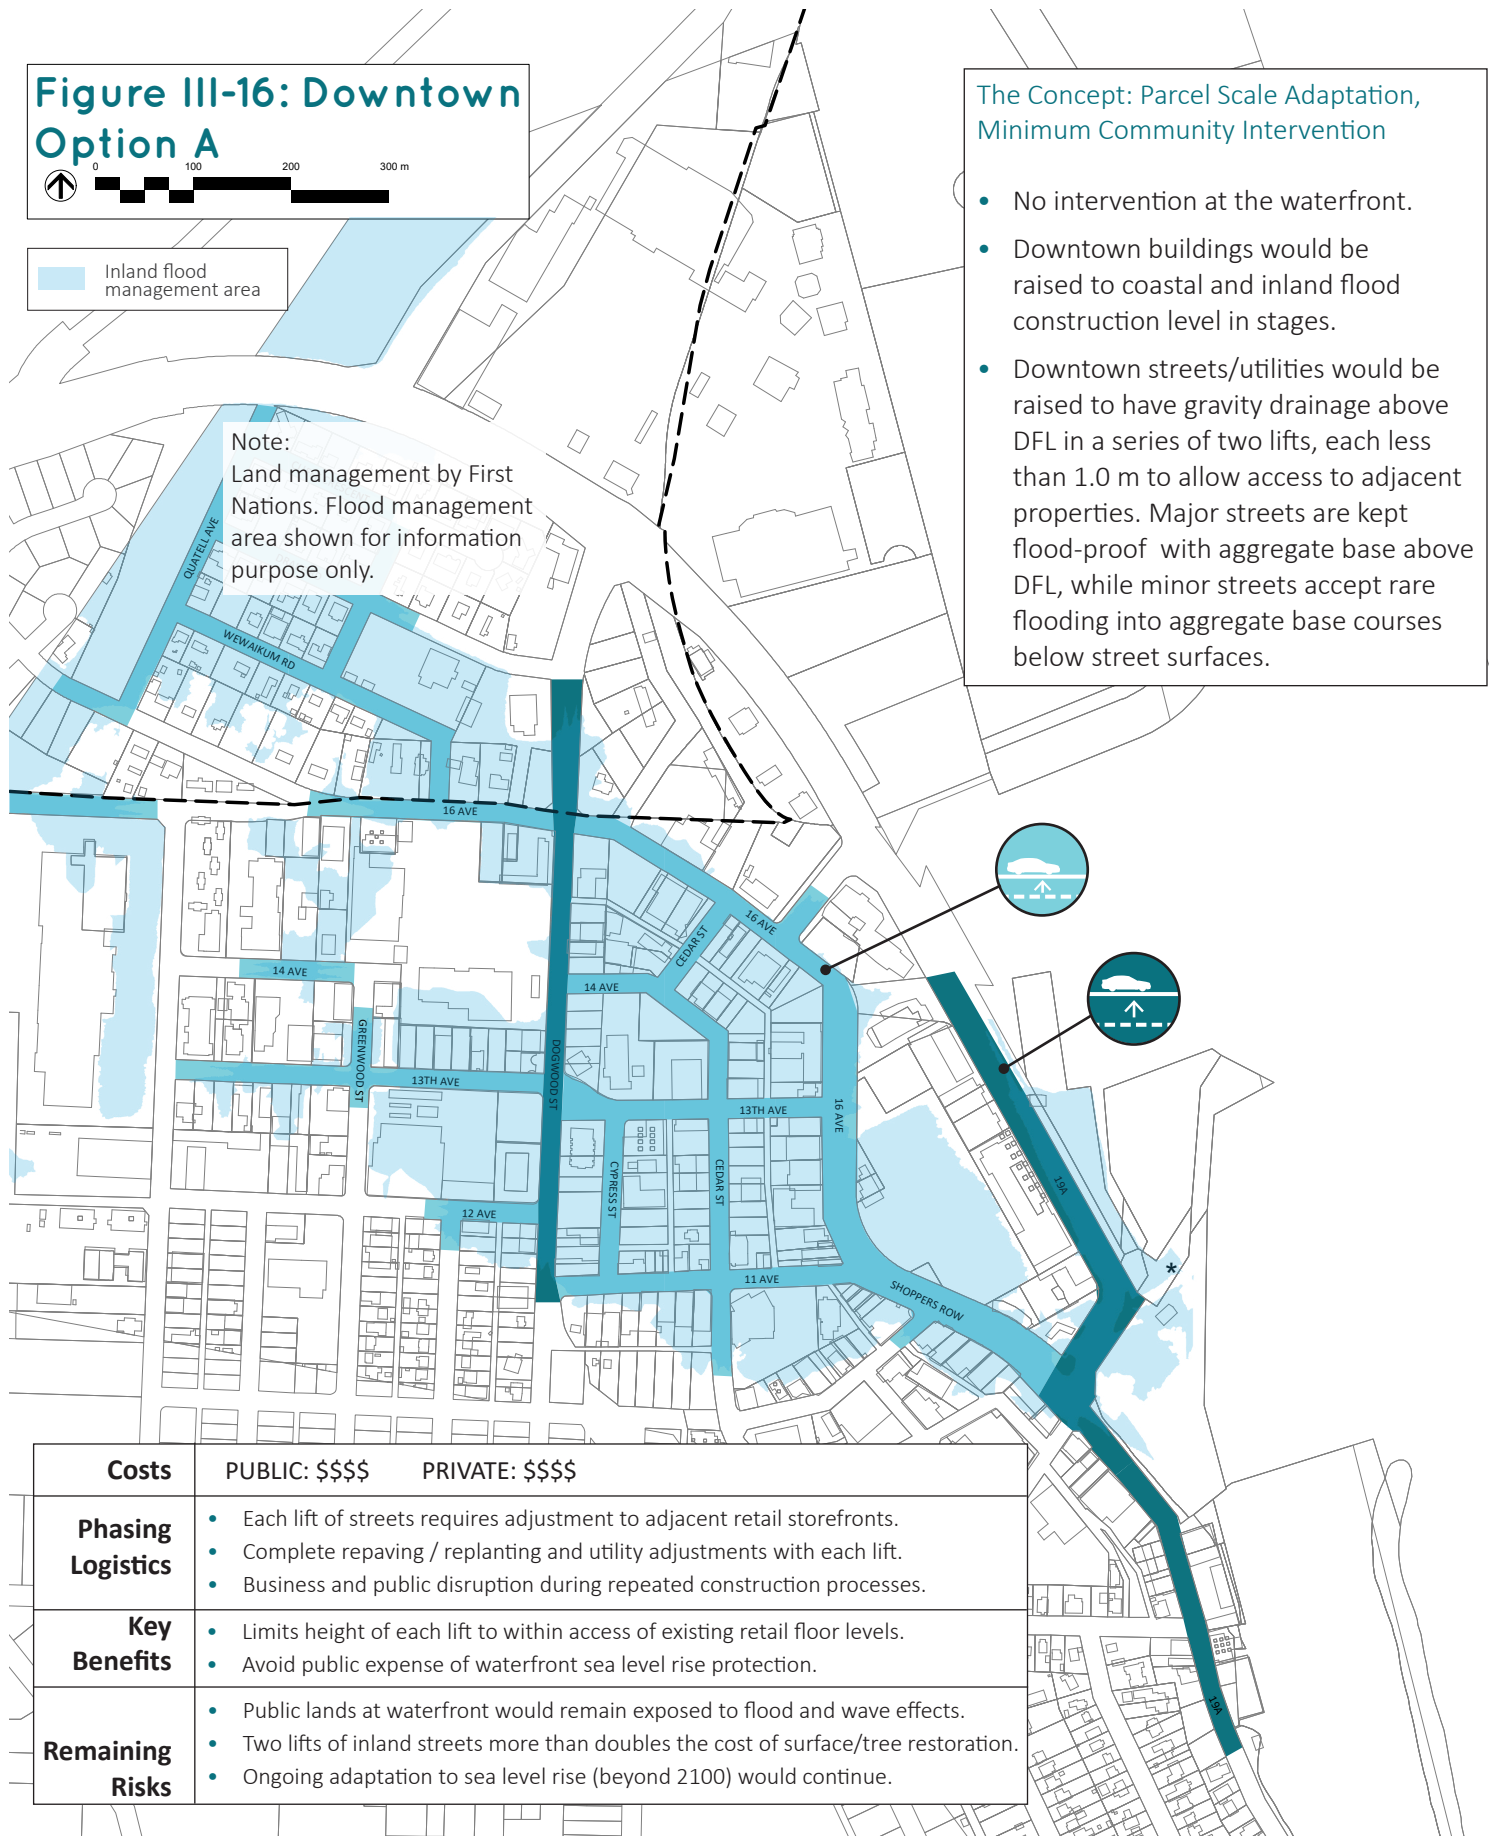 Figure III-16: Downtown
Option A
0 100 200 300 m
Inland flood
management area
The Concept: Parcel Scale Adaptation,
Minimum Community Intervention
• No intervention at the waterfront.
• Downtown buildings would be
raised to coastal and inland flood
construction level in stages.
• Downtown streets/utilities would be
raised to have gravity drainage above
DFL in a series of two lifts, each less
than 1.0 m to allow access to adjacent
properties. Major streets are kept
flood-proof with aggregate base above
DFL, while minor streets accept rare
flooding into aggregate base courses
below street surfaces.
Note:
Land management by First
Nations. Flood management
area shown for information
purpose only.
QUATELL AVE
WEWAIKUM RD
16 AVE
16 AVE
CEDAR ST
14 AVE
14 AVE
GREENWOOD ST
DOGWOOD ST
13TH AVE
13TH AVE
16 AVE
CYPRESS ST
CEDAR ST
19A
12 AVE
*
11 AVE
SHOPPERS ROW
19A
Costs PUBLIC: $$$$ PRIVATE: $$$$
Phasing
Logistics
• Each lift of streets requires adjustment to adjacent retail storefronts.
• Complete repaving / replanting and utility adjustments with each lift.
• Business and public disruption during repeated construction processes.
Key
Benefits
• Limits height of each lift to within access of existing retail floor levels.
• Avoid public expense of waterfront sea level rise protection.
Remaining
Risks
• Public lands at waterfront would remain exposed to flood and wave effects.
• Two lifts of inland streets more than doubles the cost of surface/tree restoration.
• Ongoing adaptation to sea level rise (beyond 2100) would continue.